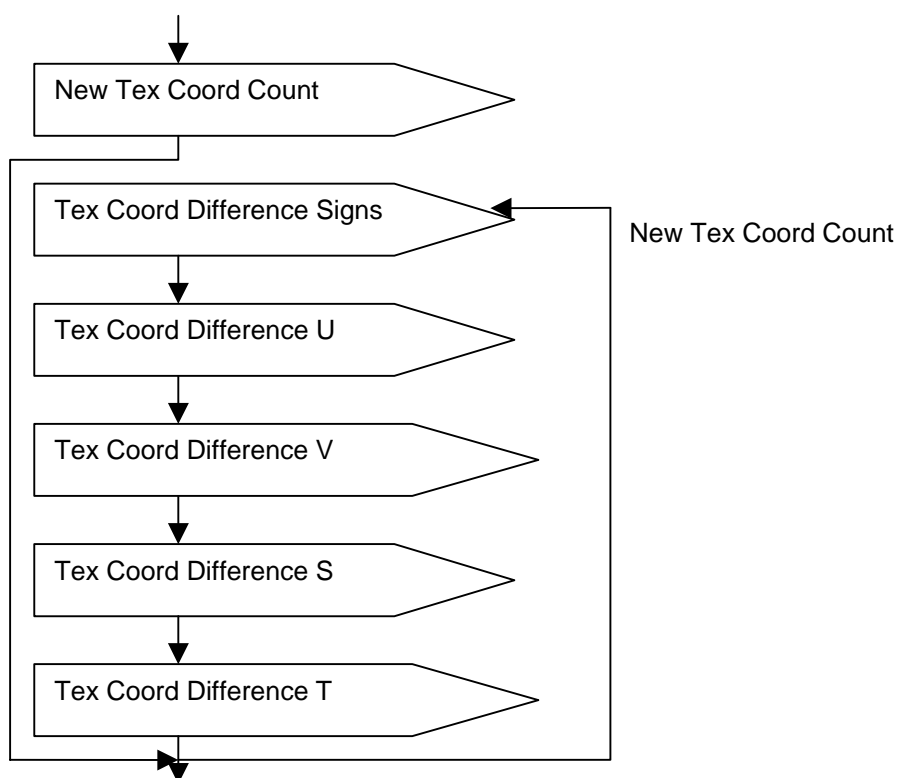 New Tex Coord Count
Tex Coord Difference Signs
New Tex Coord Count
Tex Coord Difference U
Tex Coord Difference V
Tex Coord Difference S
Tex Coord Difference T